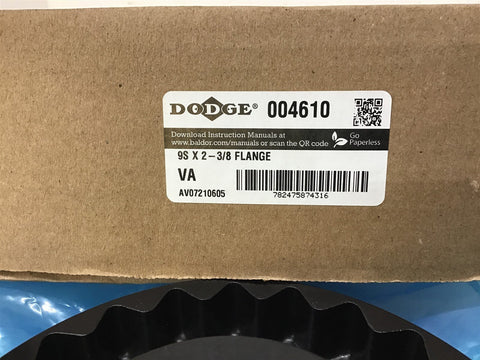 DODGE® 004610
Download Instruction Manuals at
www.baldor.com/manuals or scan the QR code
Go
Paperless
9S X 2-3/8 FLANGE
VA
AV07210605
782475874316